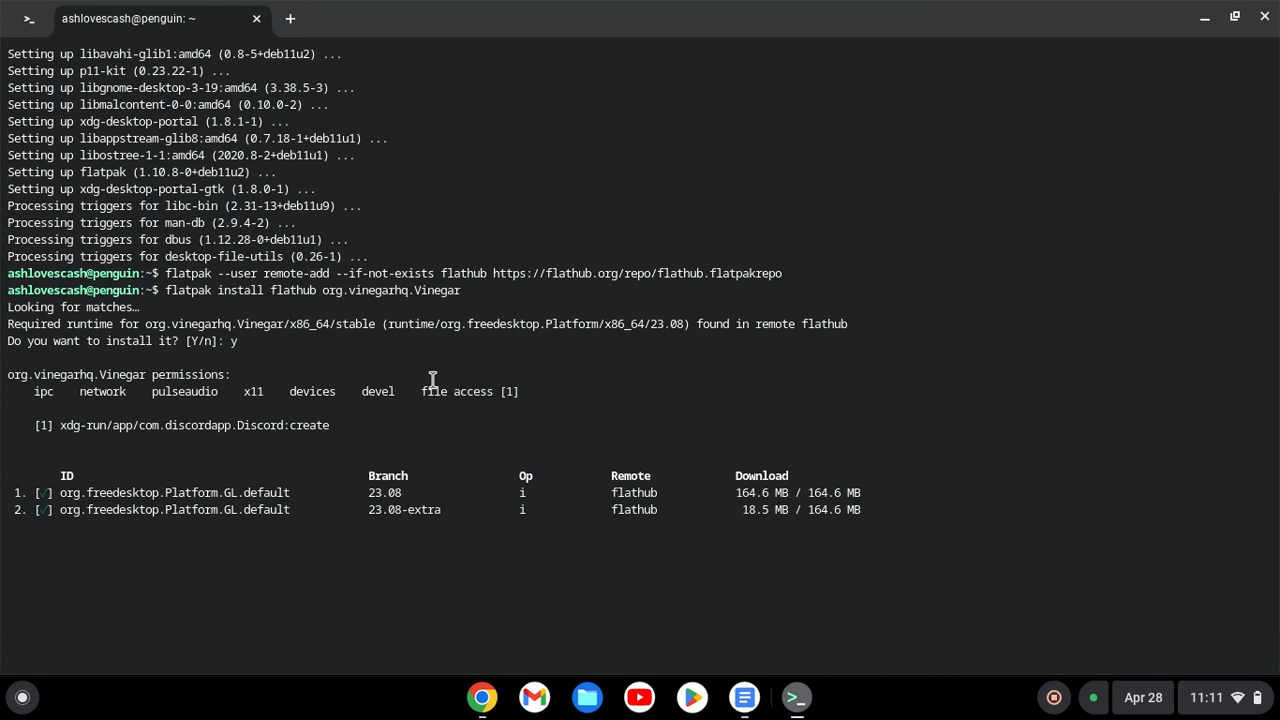 ashlovescash@penguin: ~
Setting up libavahi-glib1:amd64 (0.8-5+deb11u2) ...
Setting up p11-kit (0.23.22-1) ...
Setting up libgnome-desktop-3-19:amd64 (3.38.5-3) ...
Setting up libmalcontent-0-0:amd64 (0.10.0-2) ...
Setting up xdg-desktop-portal (1.8.1-1) ...
Setting up libappstream-glib8:amd64 (0.7.18-1+deb11u1) ...
Setting up libostree-1-1:amd64 (2020.8-2+deb11u1) ...
Setting up flatpak (1.10.8-0+deb11u2) ...
Setting up xdg-desktop-portal-gtk (1.8.0-1) ...
Processing triggers for libc-bin (2.31-13+deb11u9) ...
Processing triggers for man-db (2.9.4-2) ...
Processing triggers for dbus (1.12.28-0+deb11u1) ...
Processing triggers for desktop-file-utils (0.26-1) ...
ashlovescash@penguin:~$ flatpak --user remote-add --if-not-exists flathub https://flathub.org/repo/flathub.flatpakrepo
ashlovescash@penguin:~$ flatpak install flathub org.vinegarhq.Vinegar
Looking for matches…
Required runtime for org.vinegarhq.Vinegar/x86_64/stable (runtime/org.freedesktop.Platform/x86_64/23.08) found in remote flathub
Do you want to install it? [Y/n]: y
org.vinegarhq.Vinegar permissions:
ipc network pulseaudio x11 devices devel file access [1]
[1] xdg-run/app/com.discordapp.Discord:create
ID Branch Op Remote Download
1. [✓] org.freedesktop.Platform.GL.default 23.08 i flathub 164.6 MB / 164.6 MB
2. [✓] org.freedesktop.Platform.GL.default 23.08-extra i flathub 18.5 MB / 164.6 MB
Apr 28 11:11